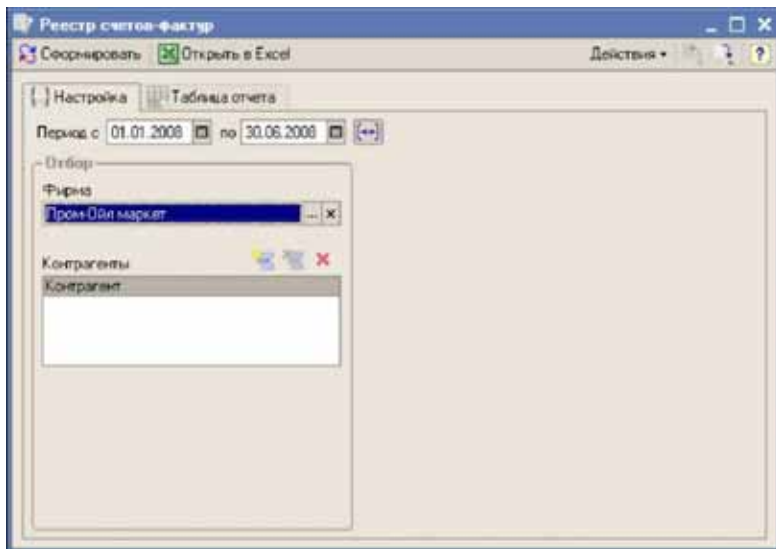 Реестр счетов-фактур
Сформировать Открыть в Excel Действия
Настройка Таблица отчета
Период с 01.01.2008 по 30.06.2008
Отбор
Фирма
Пром-Ойл маркет ... ×
Контрагенты
Контрагент